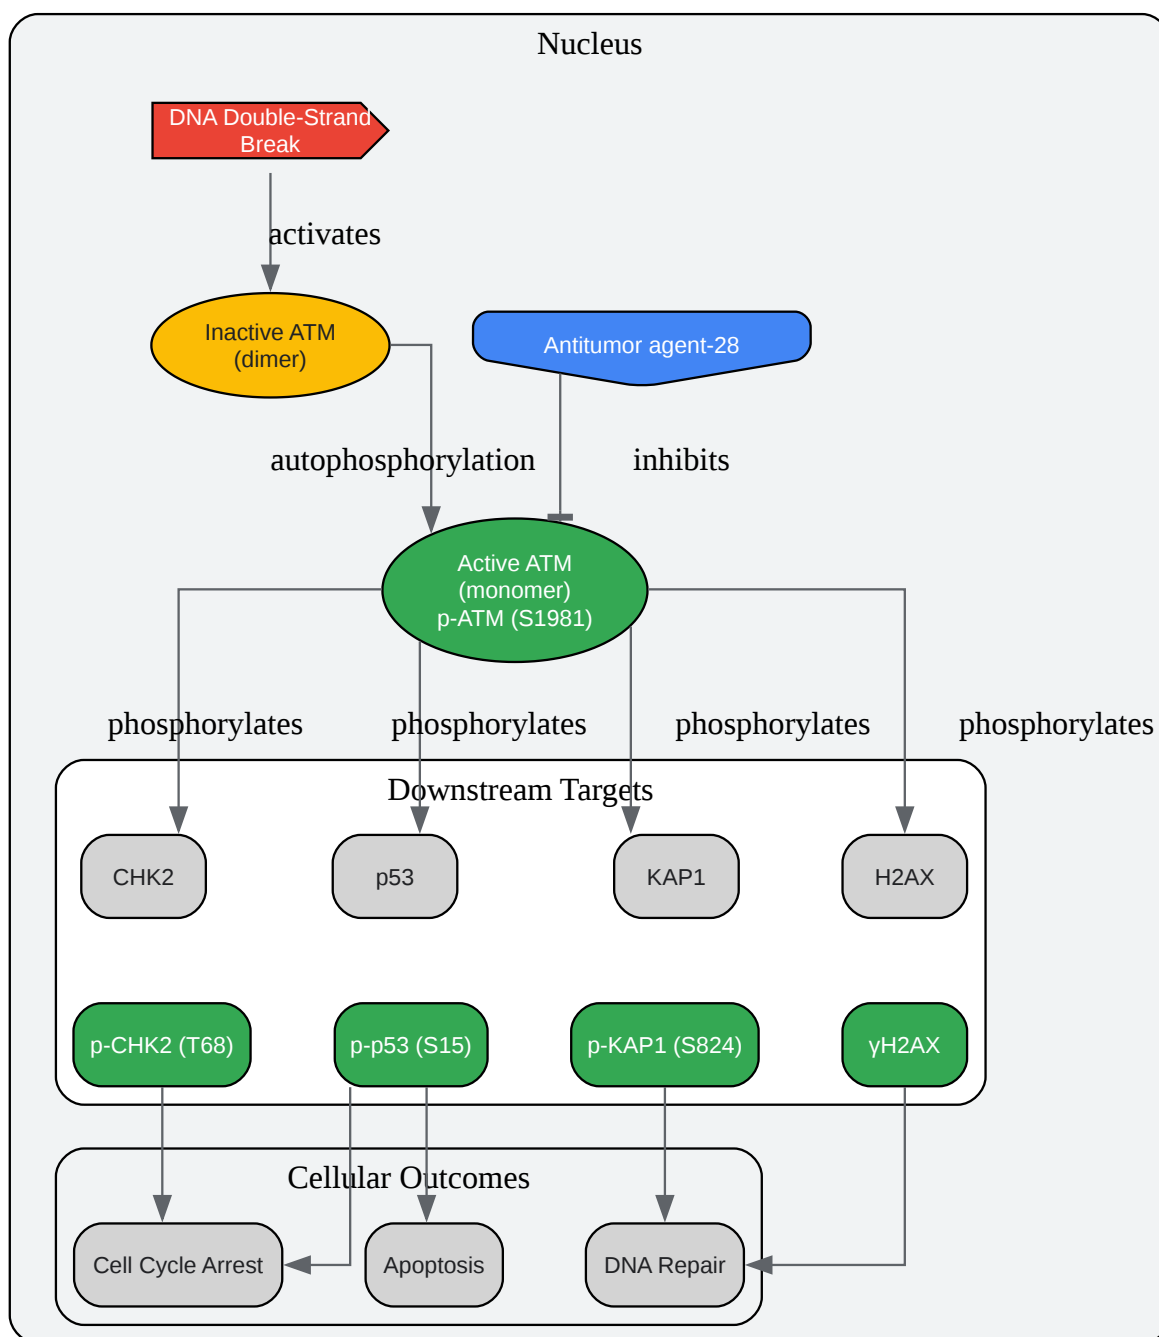 Nucleus
DNA Double-Strand
Break
activates
Inactive ATM
(dimer)
Antitumor agent-28
autophosphorylation
inhibits
Active ATM
(monomer)
p-ATM (S1981)
phosphorylates
phosphorylates
phosphorylates
phosphorylates
Downstream Targets
CHK2
p53
KAP1
H2AX
p-CHK2 (T68)
p-p53 (S15)
p-KAP1 (S824)
γH2AX
Cellular Outcomes
Cell Cycle Arrest
Apoptosis
DNA Repair